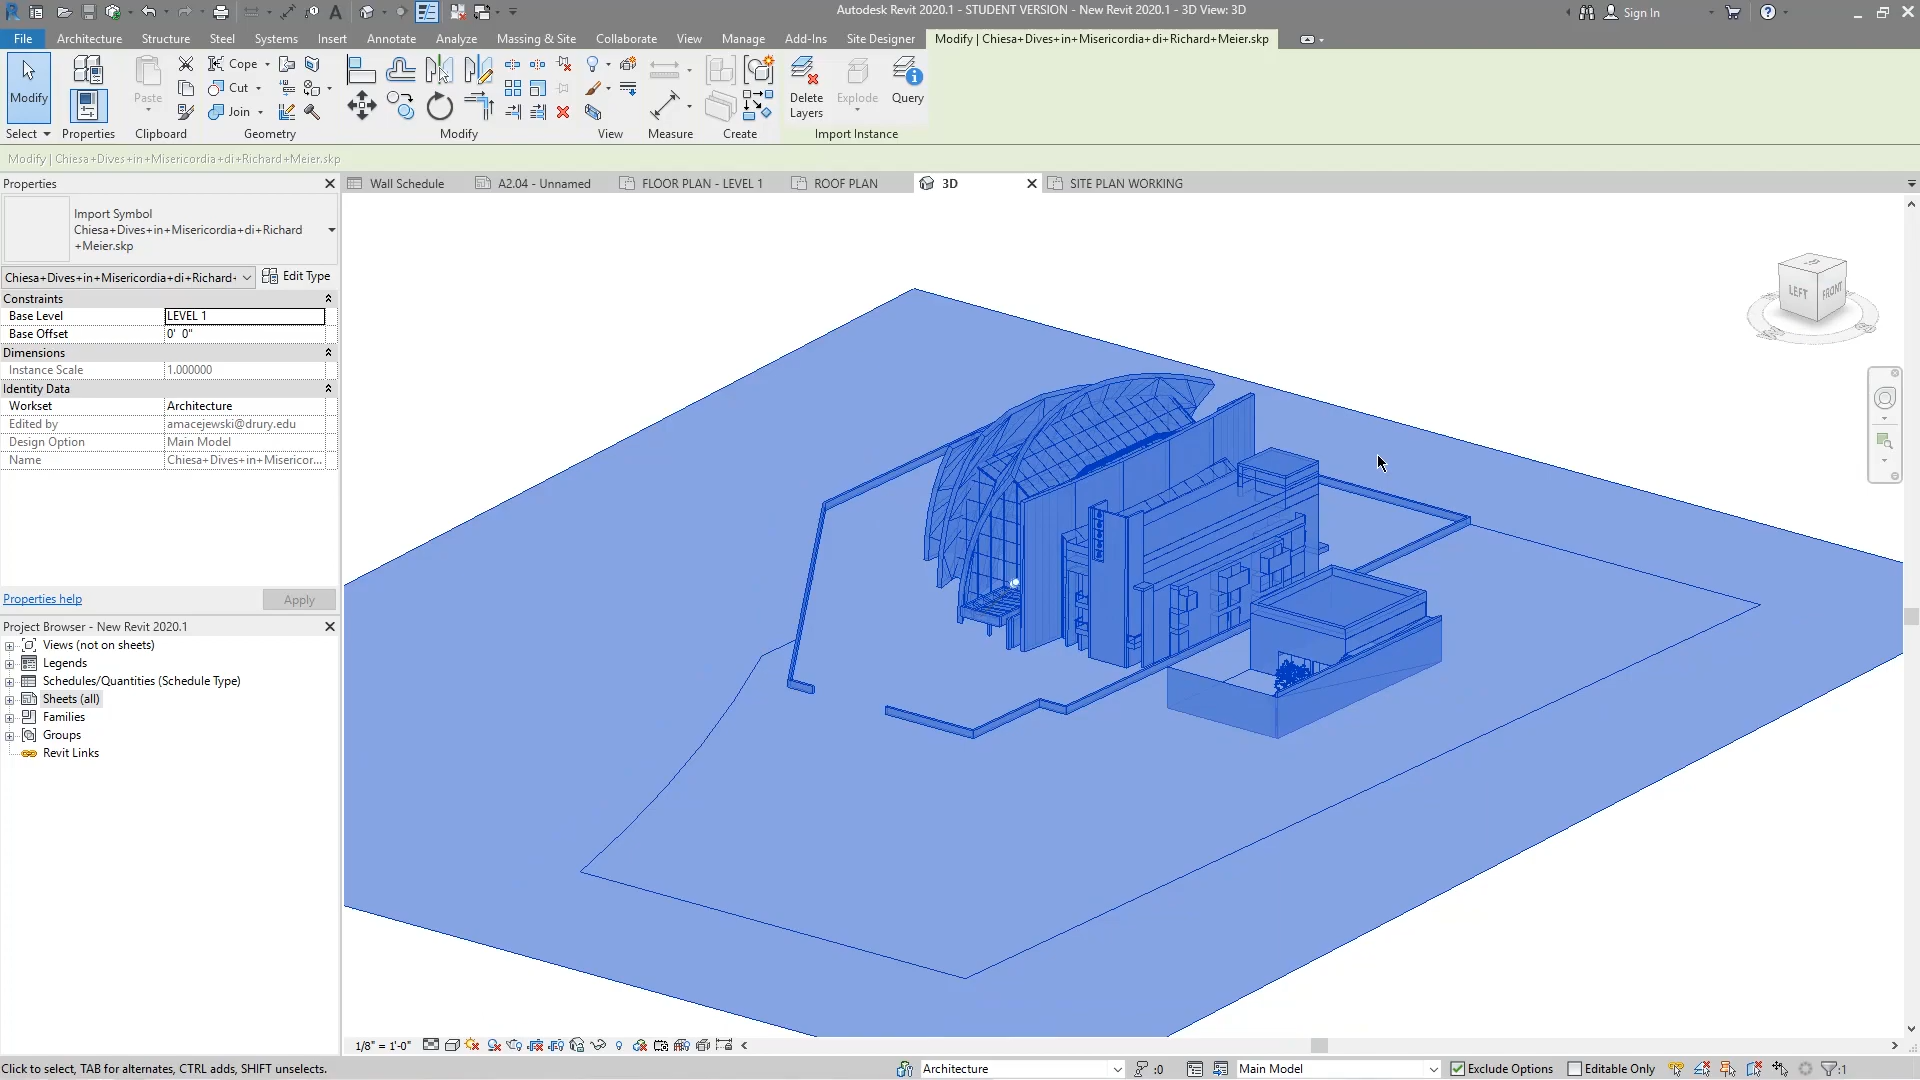 Autodesk Revit 2020.1 - STUDENT VERSION - New Revit 2020.1 - 3D View: 3D
Sign In
File Architecture Structure Steel Systems Insert Annotate Analyze Massing & Site Collaborate View Manage Add-Ins Site Designer Modify | Chiesa+Dives+in+Misericordia+di+Richard+Meier.skp
Modify
Paste
Cope
Cut
Join
Delete Layers
Explode
Query
Select Properties Clipboard Geometry Modify View Measure Create Import Instance
Modify | Chiesa+Dives+in+Misericordia+di+Richard+Meier.skp
Properties
Wall Schedule A2.04 - Unnamed FLOOR PLAN - LEVEL 1 ROOF PLAN 3D SITE PLAN WORKING
Import Symbol
Chiesa+Dives+in+Misericordia+di+Richard
+Meier.skp
Chiesa+Dives+in+Misericordia+di+Richard+ Edit Type
Constraints
Base Level LEVEL 1
Base Offset 0' 0"
Dimensions
Instance Scale 1.000000
Identity Data
Workset Architecture
Edited by amacejewski@drury.edu
Design Option Main Model
Name Chiesa+Dives+in+Misericor...
LEFT FRONT
Properties help Apply
Project Browser - New Revit 2020.1
Views (not on sheets)
Legends
Schedules/Quantities (Schedule Type)
Sheets (all)
Families
Groups
Revit Links
1/8" = 1'-0"
Click to select, TAB for alternates, CTRL adds, SHIFT unselects.
Architecture :0 Main Model Exclude Options Editable Only :1